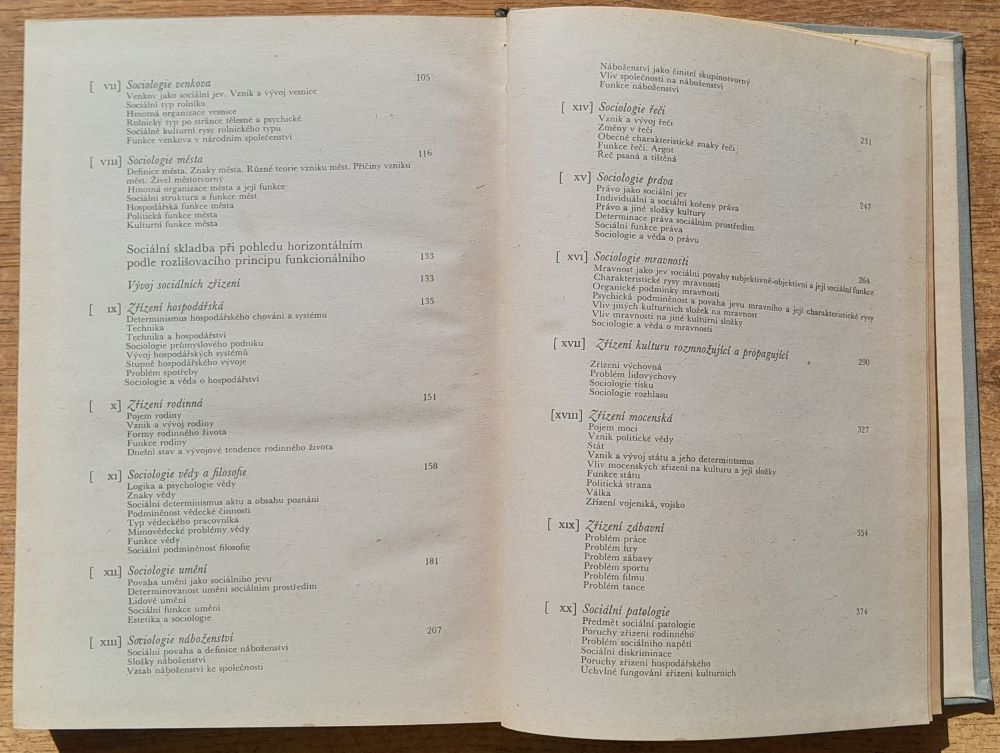 [ VII] Sociologie venkova 105
Venkov jako sociální jev. Vznik a vývoj vesnice
Sociální typ rolníka
Hmotná organizace vesnice
Rolnický typ po stránce tělesné a psychické
Sociálně kulturní rysy rolnického typu
Funkce venkova v národním společenství
[ VIII] Sociologie města 116
Definice města. Znaky města. Různé teorie vzniku měst. Příčiny vzniku
měst. Živel městotvorný
Hmotná organizace města a její funkce
Sociální struktura a funkce měst
Hospodářská funkce města
Politická funkce města
Kulturní funkce města
Sociální skladba při pohledu horizontálním
podle rozlišovacího principu funkcionálního 133
Vývoj sociálních zřízení 133
[ IX] Zřízení hospodářská 135
Determinismus hospodářského chování a systému
Technika
Technika a hospodářství
Sociologie průmyslového podniku
Vývoj hospodářských systémů
Stupně hospodářského vývoje
Problém spotřeby
Sociologie a věda o hospodářství
[ X] Zřízení rodinná 151
Pojem rodiny
Vznik a vývoj rodiny
Formy rodinného života
Funkce rodiny
Dnešní stav a vývojové tendence rodinného života
[ XI] Sociologie vědy a filosofie 158
Logika a psychologie vědy
Znaky vědy
Sociální determinismus aktu a obsahu poznání
Podmíněnost vědecké činnosti
Typ vědeckého pracovníka
Mimovědecké problémy vědy
Funkce vědy
Sociální podmíněnost filosofie
[ XII] Sociologie umění 181
Povaha umění jako sociálního jevu
Determinovanost umění sociálním prostředím
Lidové umění
Sociální funkce umění
Estetika a sociologie
[ XIII] Sociologie náboženství 207
Sociální povaha a definice náboženství
Složky náboženství
Vztah náboženství ke společnosti
Náboženství jako činitel skupinotvorný
Vliv společnosti na náboženství
Funkce náboženství
[ XIV] Sociologie řeči 231
Vznik a vývoj řeči
Změny v řeči
Obecné charakteristické znaky řeči
Funkce řeči. Argot
Řeč psaná a tištěná
[ XV] Sociologie práva 247
Právo jako sociální jev
Individuální a sociální kořeny práva
Právo a jiné složky kultury
Determinace práva sociálním prostředím
Sociální funkce práva
Sociologie a věda o právu
[ XVI] Sociologie mravnosti 264
Mravnost jako jev sociální povahy subjektivně-objektivní a její sociální funkce
Charakteristické rysy mravnosti
Organické podmínky mravnosti
Psychická podmíněnost a povaha jevu mravního a její charakteristické rysy
Vliv jiných kulturních složek na mravnost
Vliv mravnosti na jiné kulturní složky
Sociologie a věda o mravnosti
[ XVII] Zřízení kulturu rozmnožující a propagující 290
Zřízení výchovná
Problém lidovýchovy
Sociologie tisku
Sociologie rozhlasu
[XVIII] Zřízení mocenská 327
Pojem moci
Vznik politické vědy
Stát
Vznik a vývoj státu a jeho determinismus
Vliv mocenských zřízení na kulturu a její složky
Funkce státu
Politická strana
Válka
Zřízení vojenská, vojsko
[ XIX] Zřízení zábavní 354
Problém práce
Problém hry
Problém zábavy
Problém sportu
Problém filmu
Problém tance
[ XX] Sociální patologie 374
Předmět sociální patologie
Poruchy zřízení rodinného
Problém sociálního napětí
Sociální diskriminace
Poruchy zřízení hospodářského
Úchylné fungování zřízení kulturních